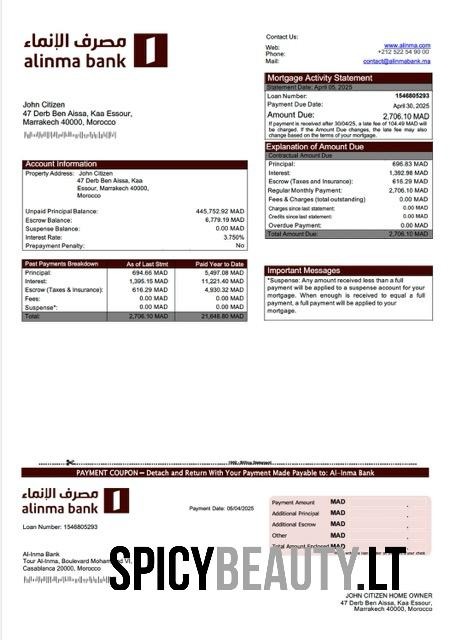 مصرف الإنماء
alinma bank
Contact Us:
Web: www.alinma.com
Phone: +212 522 54 90 00
Mail: contact@alinmabank.ma
Mortgage Activity Statement
Statement Date: April 05, 2025
Loan Number: 1546805293
Payment Due Date: April 30, 2025
Amount Due: 2,706.10 MAD
If payment is received after 30/04/25, a late fee of 104.49 MAD will
be charged. If the Amount Due changes, the late fee may also
change based on the terms of your mortgage.
John Citizen
47 Derb Ben Aissa, Kaa Essour,
Marrakech 40000, Morocco
Explanation of Amount Due
Contractual Amount Due
Principal: 696.83 MAD
Interest: 1,392.98 MAD
Escrow (Taxes and Insurance): 616.29 MAD
Regular Monthly Payment: 2,706.10 MAD
Fees & Charges (total outstanding) 0.00 MAD
Charges since last statement: 0.00 MAD
Credits since last statement: 0.00 MAD
Overdue Payment: 0.00 MAD
Total Amount Due: 2,706.10 MAD
Account Information
Property Address: John Citizen
47 Derb Ben Aissa, Kaa
Essour, Marrakech 40000,
Morocco
Unpaid Principal Balance: 445,752.92 MAD
Escrow Balance: 6,779.19 MAD
Suspense Balance: 0.00 MAD
Interest Rate: 3.750%
Prepayment Penalty: No
Past Payments Breakdown As of Last Stmt Paid Year to Date
Principal: 694.66 MAD 5,497.08 MAD
Interest: 1,395.15 MAD 11,221.40 MAD
Escrow (Taxes & Insurance): 616.29 MAD 4,930.32 MAD
Fees: 0.00 MAD 0.00 MAD
Suspense*: 0.00 MAD 0.00 MAD
Total: 2,706.10 MAD 21,648.80 MAD
Important Messages
*Suspense: Any amount received less than a full
payment will be applied to a suspense account for your
mortgage. When enough is received to equal a full
payment, a full payment will be applied to your
mortgage.
PAYMENT COUPON – Detach and Return With Your Payment Made Payable to: Al-Inma Bank
مصرف الإنماء
alinma bank
Loan Number: 1546805293
Payment Date: 05/04/2025
Payment Amount MAD
Additional Principal MAD
Additional Escrow MAD
Other MAD
Total Amount Enclosed MAD
Al-Inma Bank
Tour Al-Inma, Boulevard Mohammed VI,
Casablanca 20000, Morocco
SPICYBEAUTY.LT
JOHN CITIZEN HOME OWNER
47 Derb Ben Aissa, Kaa Essour,
Marrakech 40000, Morocco